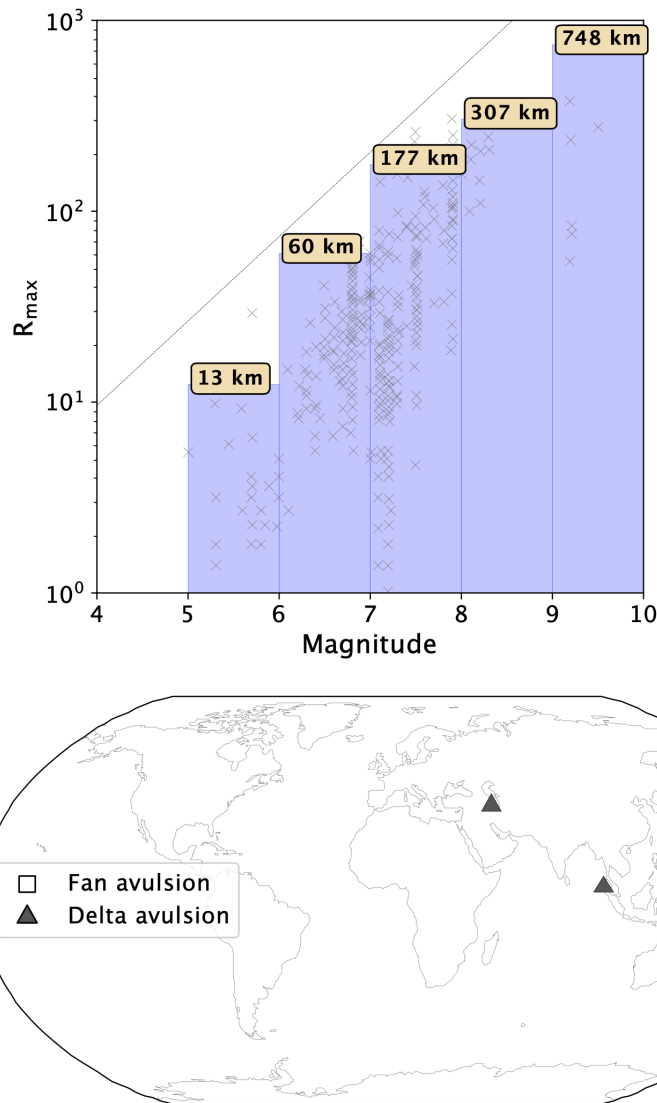 10³
748 km
307 km
177 km
10²
60 km
Rmax
13 km
10¹
10⁰
4 5 6 7 8 9 10
Magnitude
Fan avulsion
Delta avulsion